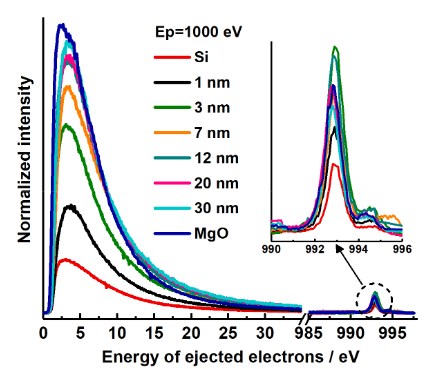 Ep=1000 eV
Si
1 nm
3 nm
7 nm
12 nm
20 nm
30 nm
MgO
Normalized intensity
990 992 994 996
0 5 10 15 20 25 30 985 990 995
Energy of ejected electrons / eV